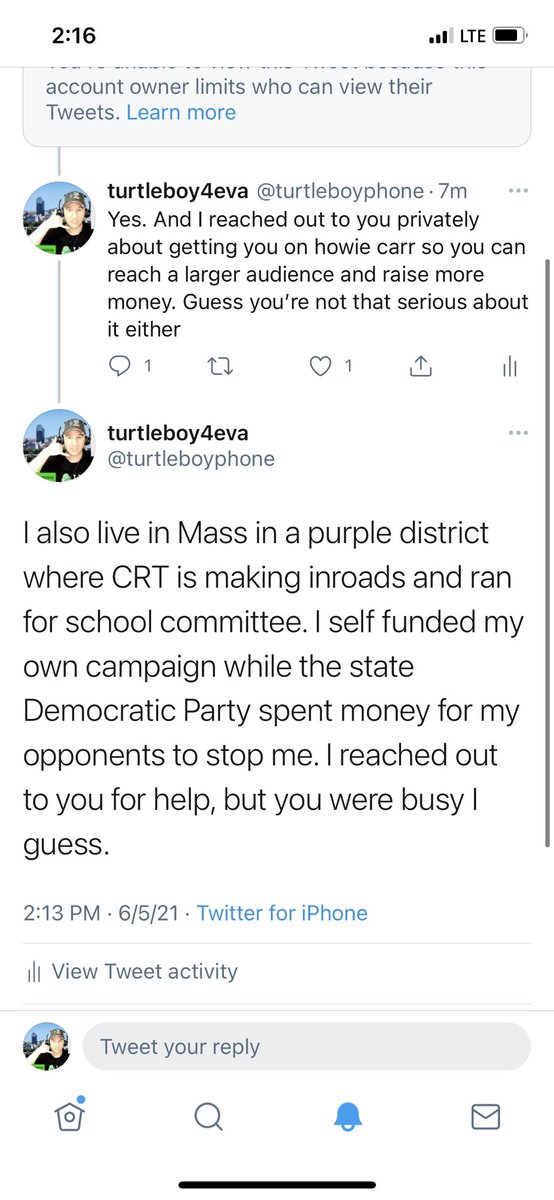 2:16
LTE
account owner limits who can view their
Tweets. Learn more
turtleboy4eva @turtleboyphone · 7m
Yes. And I reached out to you privately
about getting you on howie carr so you can
reach a larger audience and raise more
money. Guess you’re not that serious about
it either
1
1
turtleboy4eva
@turtleboyphone
I also live in Mass in a purple district
where CRT is making inroads and ran
for school committee. I self funded my
own campaign while the state
Democratic Party spent money for my
opponents to stop me. I reached out
to you for help, but you were busy I
guess.
2:13 PM · 6/5/21 · Twitter for iPhone
View Tweet activity
Tweet your reply